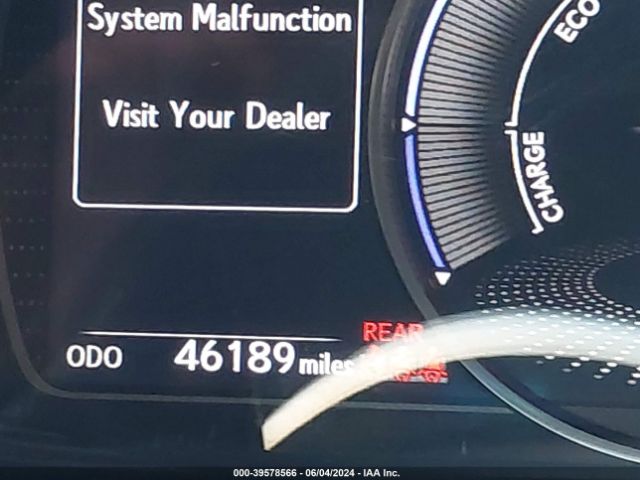 System Malfunction
Visit Your Dealer
ECO
CHARGE
REAR
ODO 46189 miles
000-39578566 - 06/04/2024 - IAA Inc.